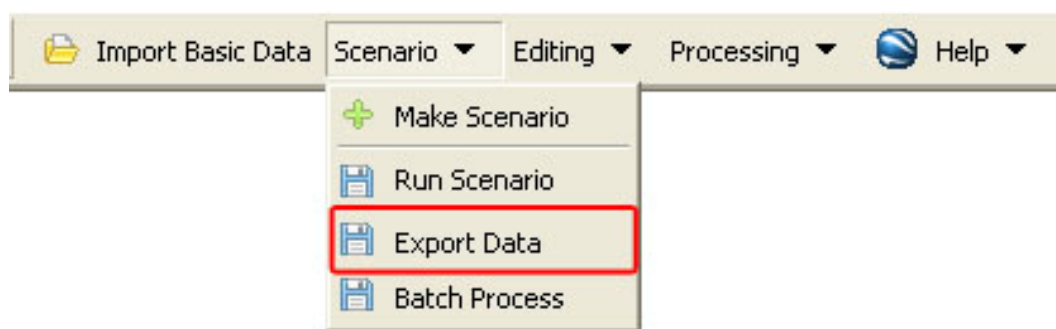 Import Basic Data Scenario Editing Processing Help
Make Scenario
Run Scenario
Export Data
Batch Process